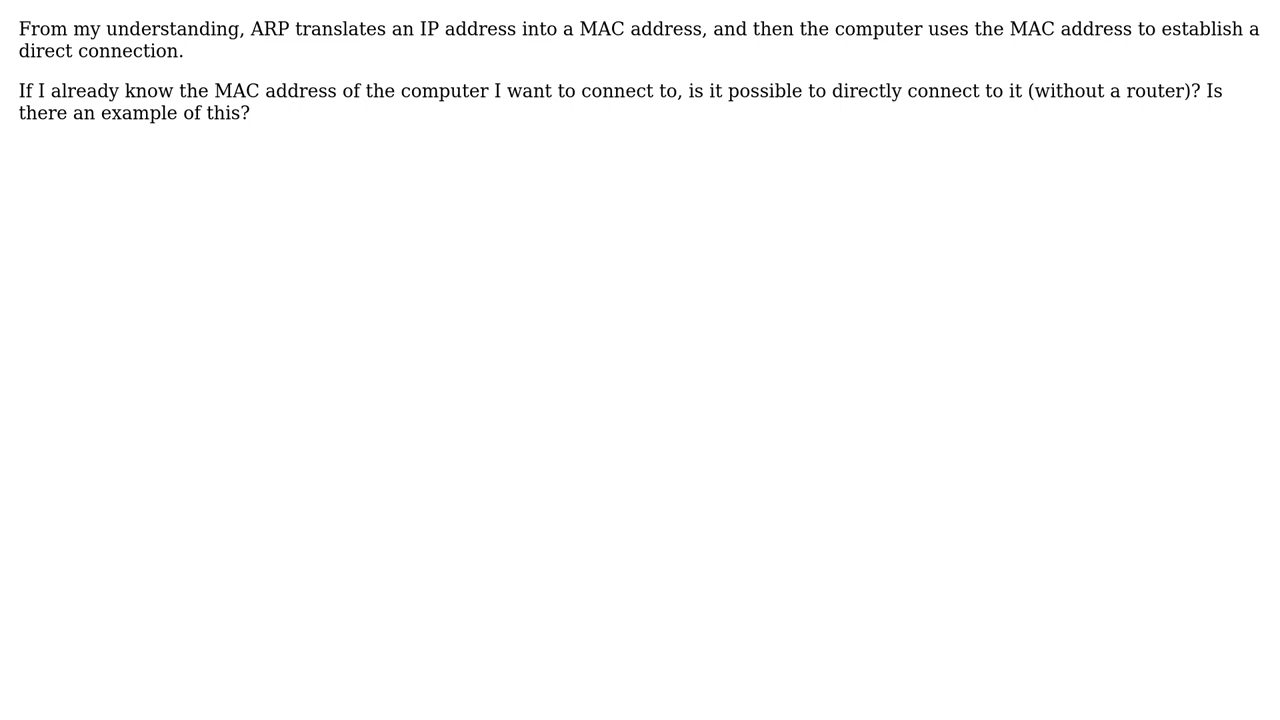 From my understanding, ARP translates an IP address into a MAC address, and then the computer uses the MAC address to establish a
direct connection.
If I already know the MAC address of the computer I want to connect to, is it possible to directly connect to it (without a router)? Is
there an example of this?